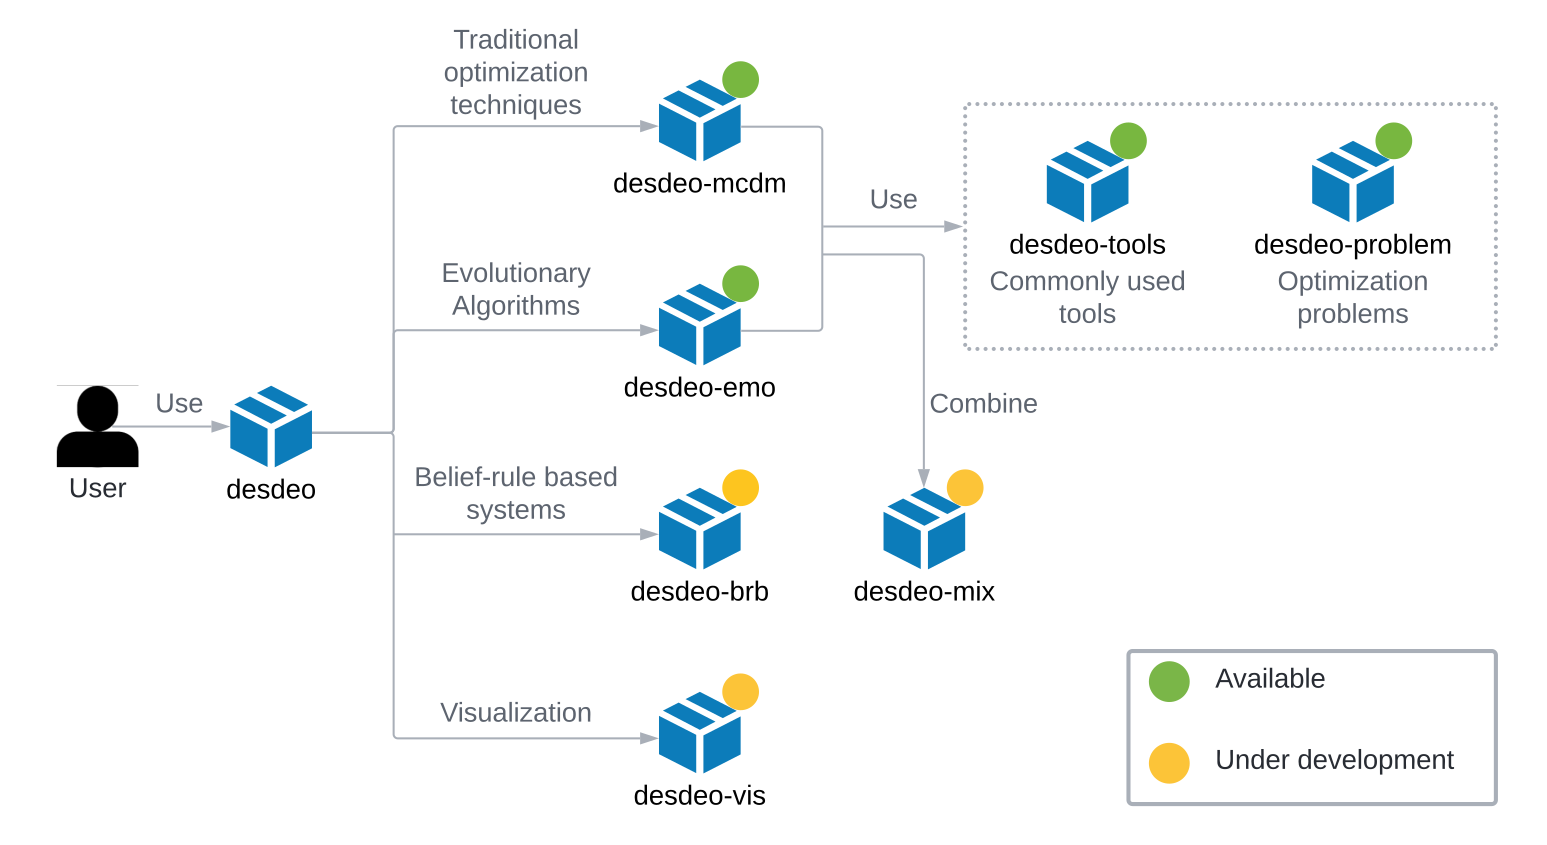 Traditional
optimization
techniques
desdeo-mcdm
Use
desdeo-tools
Commonly used
tools
desdeo-problem
Optimization
problems
Evolutionary
Algorithms
desdeo-emo
Use
User
desdeo
Combine
Belief-rule based
systems
desdeo-brb
desdeo-mix
Visualization
desdeo-vis
Available
Under development